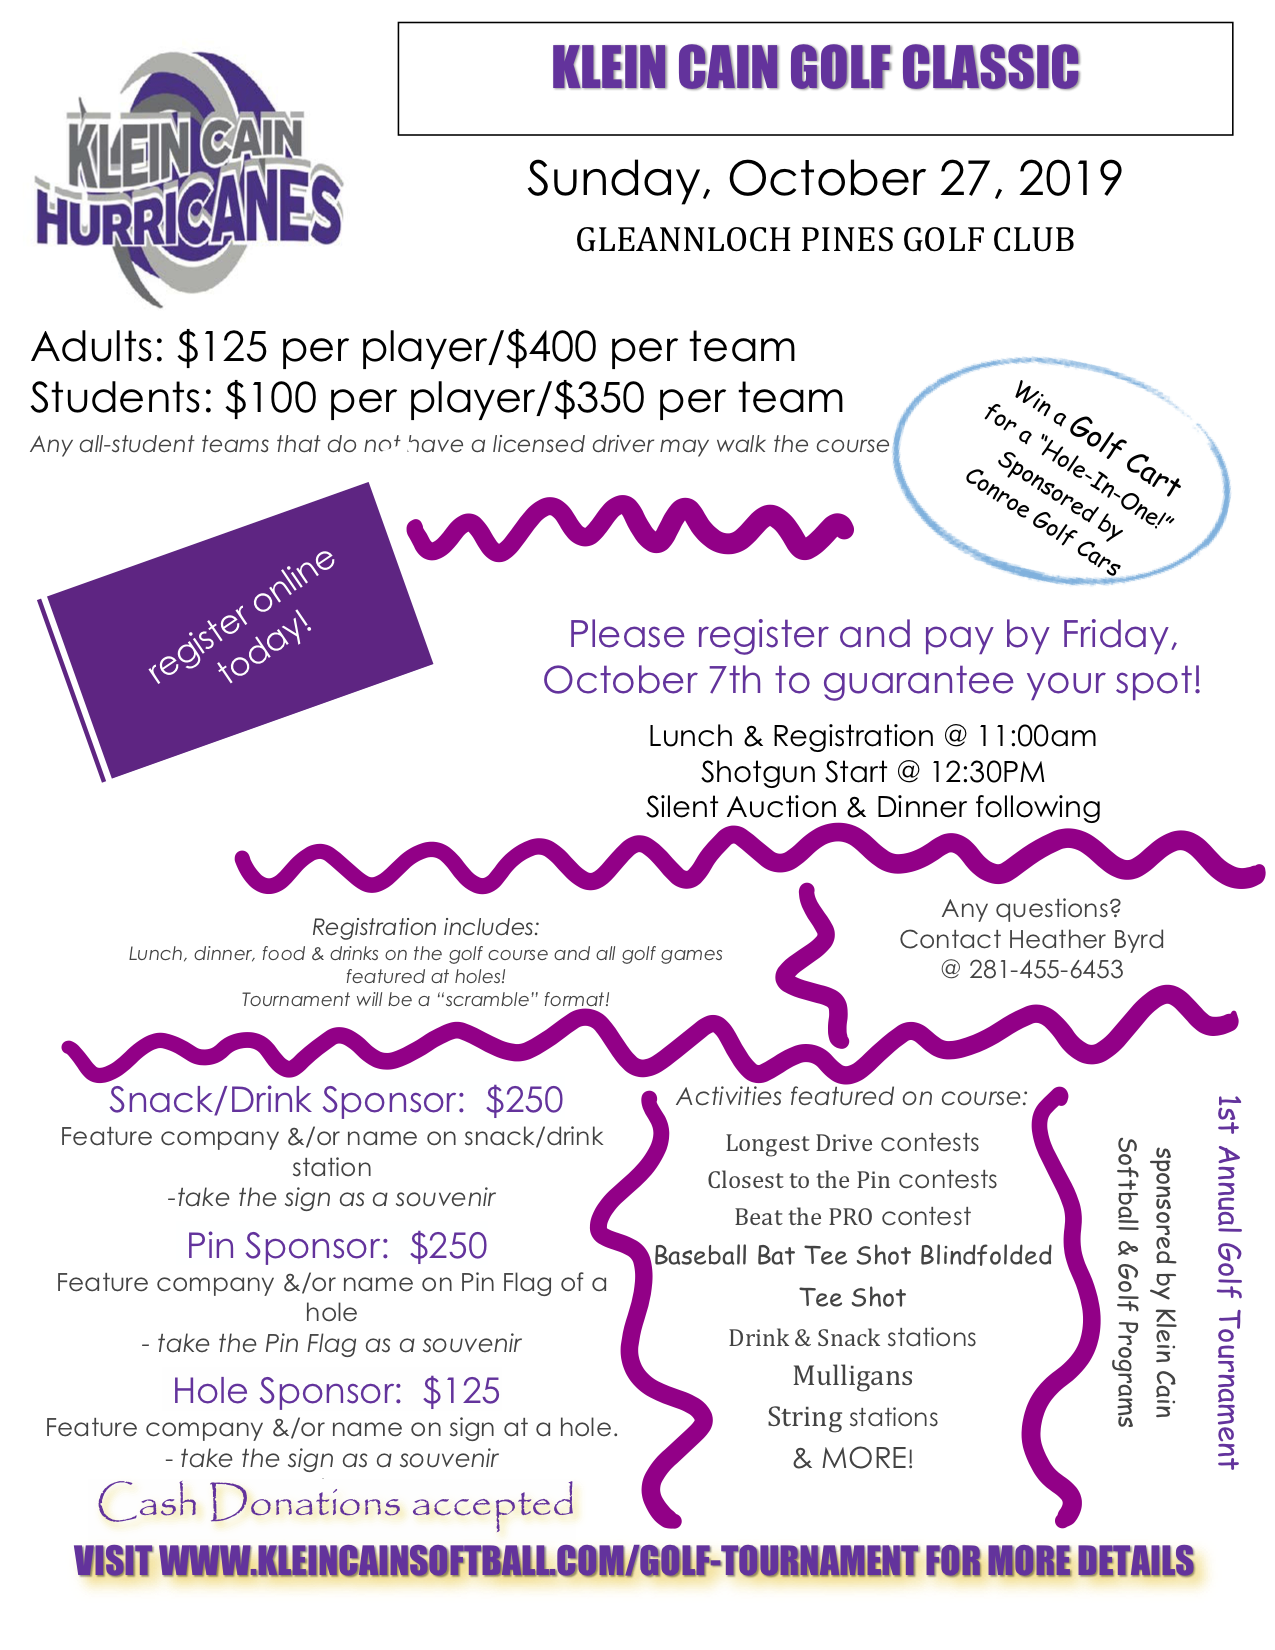 KLEIN CAIN
HURRICANES
KLEIN CAIN GOLF CLASSIC
Sunday, October 27, 2019
GLEANNLOCH PINES GOLF CLUB
Adults: $125 per player/$400 per team
Students: $100 per player/$350 per team
Any all-student teams that do not have a licensed driver may walk the course
Win a Golf Cart
for a "Hole-In-One!"
Sponsored by
Conroe Golf Cars
register online
today!
Please register and pay by Friday,
October 7th to guarantee your spot!
Lunch & Registration @ 11:00am
Shotgun Start @ 12:30PM
Silent Auction & Dinner following
Registration includes:
Lunch, dinner, food & drinks on the golf course and all golf games
featured at holes!
Tournament will be a “scramble” format!
Any questions?
Contact Heather Byrd
@ 281-455-6453
Snack/Drink Sponsor:  $250
Feature company &/or name on snack/drink
station
-take the sign as a souvenir
Pin Sponsor:  $250
Feature company &/or name on Pin Flag of a
hole
- take the Pin Flag as a souvenir
Hole Sponsor:  $125
Feature company &/or name on sign at a hole.
- take the sign as a souvenir
Cash Donations accepted
Activities featured on course:
Longest Drive contests
Closest to the Pin contests
Beat the PRO contest
Baseball Bat Tee Shot Blindfolded
Tee Shot
Drink & Snack stations
Mulligans
String stations
& MORE!
1st Annual Golf Tournament
sponsored by Klein Cain
Softball & Golf Programs
VISIT WWW.KLEINCAINSOFTBALL.COM/GOLF-TOURNAMENT FOR MORE DETAILS